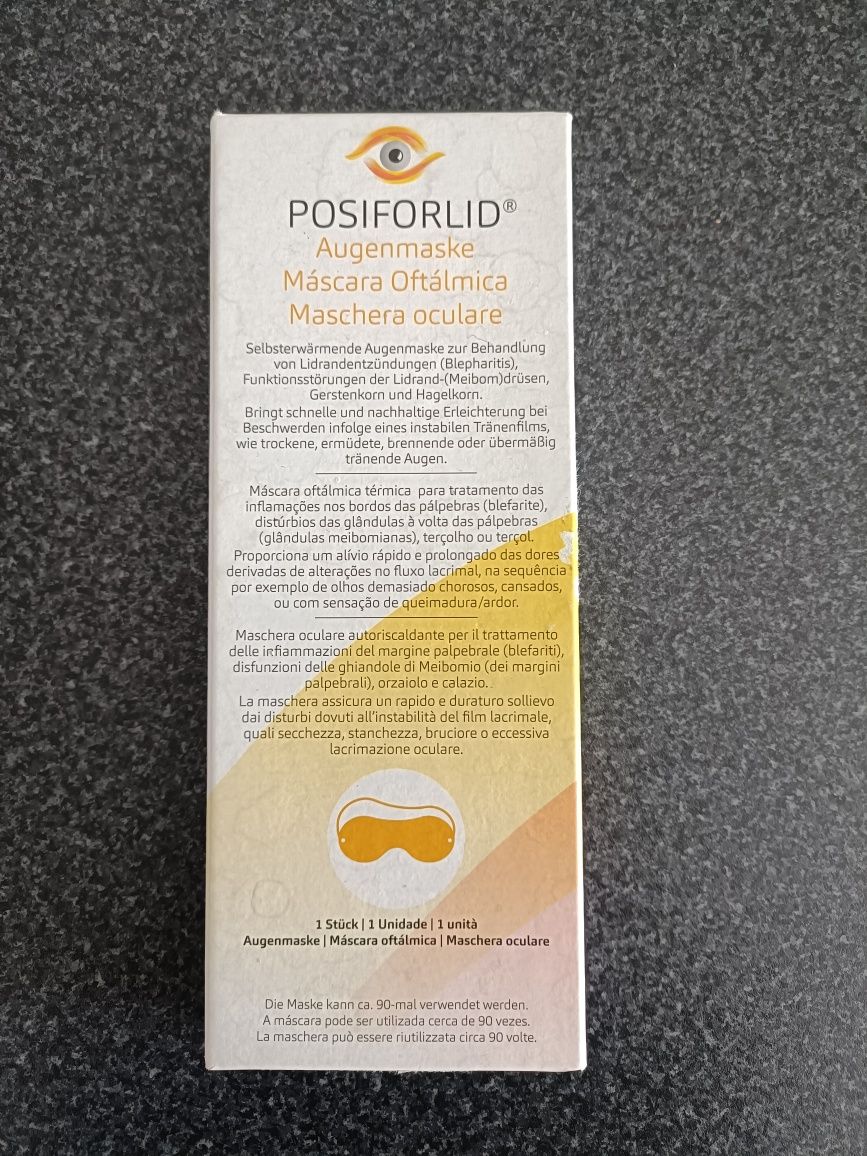 POSIFORLID®
Augenmaske
Máscara Oftálmica
Maschera oculare
Selbsterwärmende Augenmaske zur Behandlung
von Lidrandentzündungen (Blepharitis),
Funktionsstörungen der Lidrand-(Meibom)drüsen,
Gerstenkorn und Hagelkorn.
Bringt schnelle und nachhaltige Erleichterung bei
Beschwerden infolge eines instabilen Tränenfilms,
wie trockene, ermüdete, brennende oder übermäßig
tränende Augen.
Máscara oftálmica térmica para tratamento das
inflamações nos bordos das pálpebras (blefarite),
distúrbios das glândulas à volta das pálpebras
(glândulas meibomianas), terçolho ou terçol.
Proporciona um alívio rápido e prolongado das dores
derivadas de alterações no fluxo lacrimal, na sequência
por exemplo de olhos demasiado chorosos, cansados,
ou com sensação de queimadura/ardor.
Maschera oculare autoriscaldante per il trattamento
delle infiammazioni del margine palpebrale (blefariti),
disfunzioni delle ghiandole di Meibomio (dei margini
palpebrali), orzaiolo e calazio.
La maschera assicura un rapido e duraturo sollievo
dai disturbi dovuti all'instabilità del film lacrimale,
quali secchezza, stanchezza, bruciore o eccessiva
lacrimazione oculare.
1 Stück | 1 Unidade | 1 unità
Augenmaske | Máscara oftálmica | Maschera oculare
Die Maske kann ca. 90-mal verwendet werden.
A máscara pode ser utilizada cerca de 90 vezes.
La maschera può essere riutilizzata circa 90 volte.